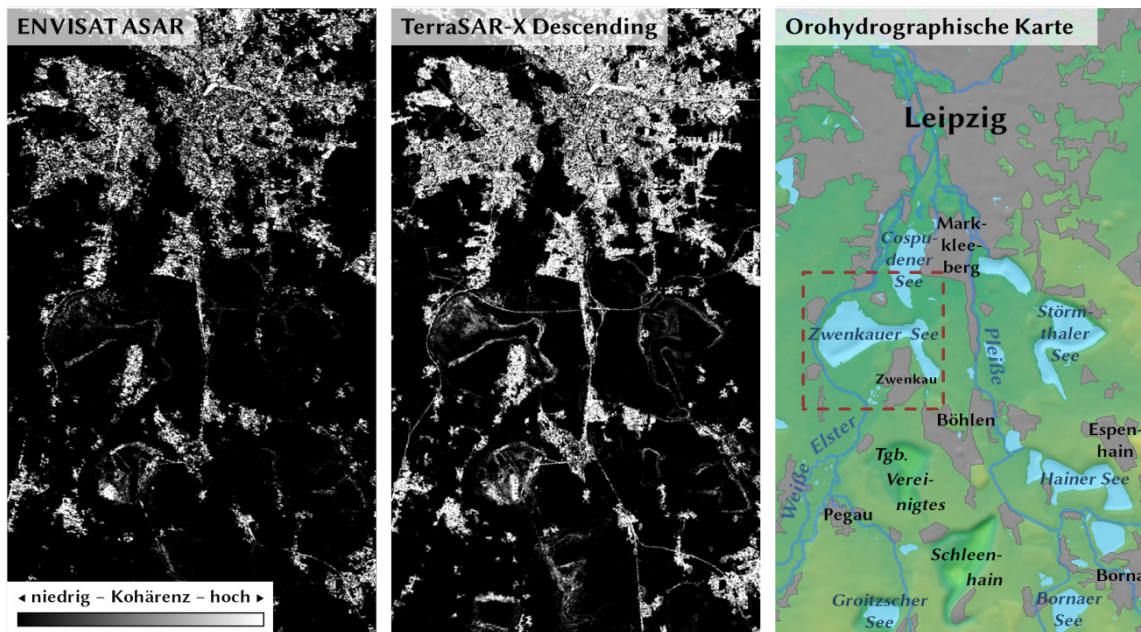 ENVISAT ASAR
◂ niedrig – Kohärenz – hoch ▸
TerraSAR-X Descending
Orohydrographische Karte
Leipzig
Mark-
klee-
berg
Cospu-
dener
See
Zwenkauer See
Störm-
thaler
See
Pleiße
Zwenkau
Böhlen
Espen-
hain
Weiße Elster
Tgb.
Verei-
nigtes
Hainer See
Pegau
Schleen-
hain
Borna
Groitzscher
See
Bornaer
See